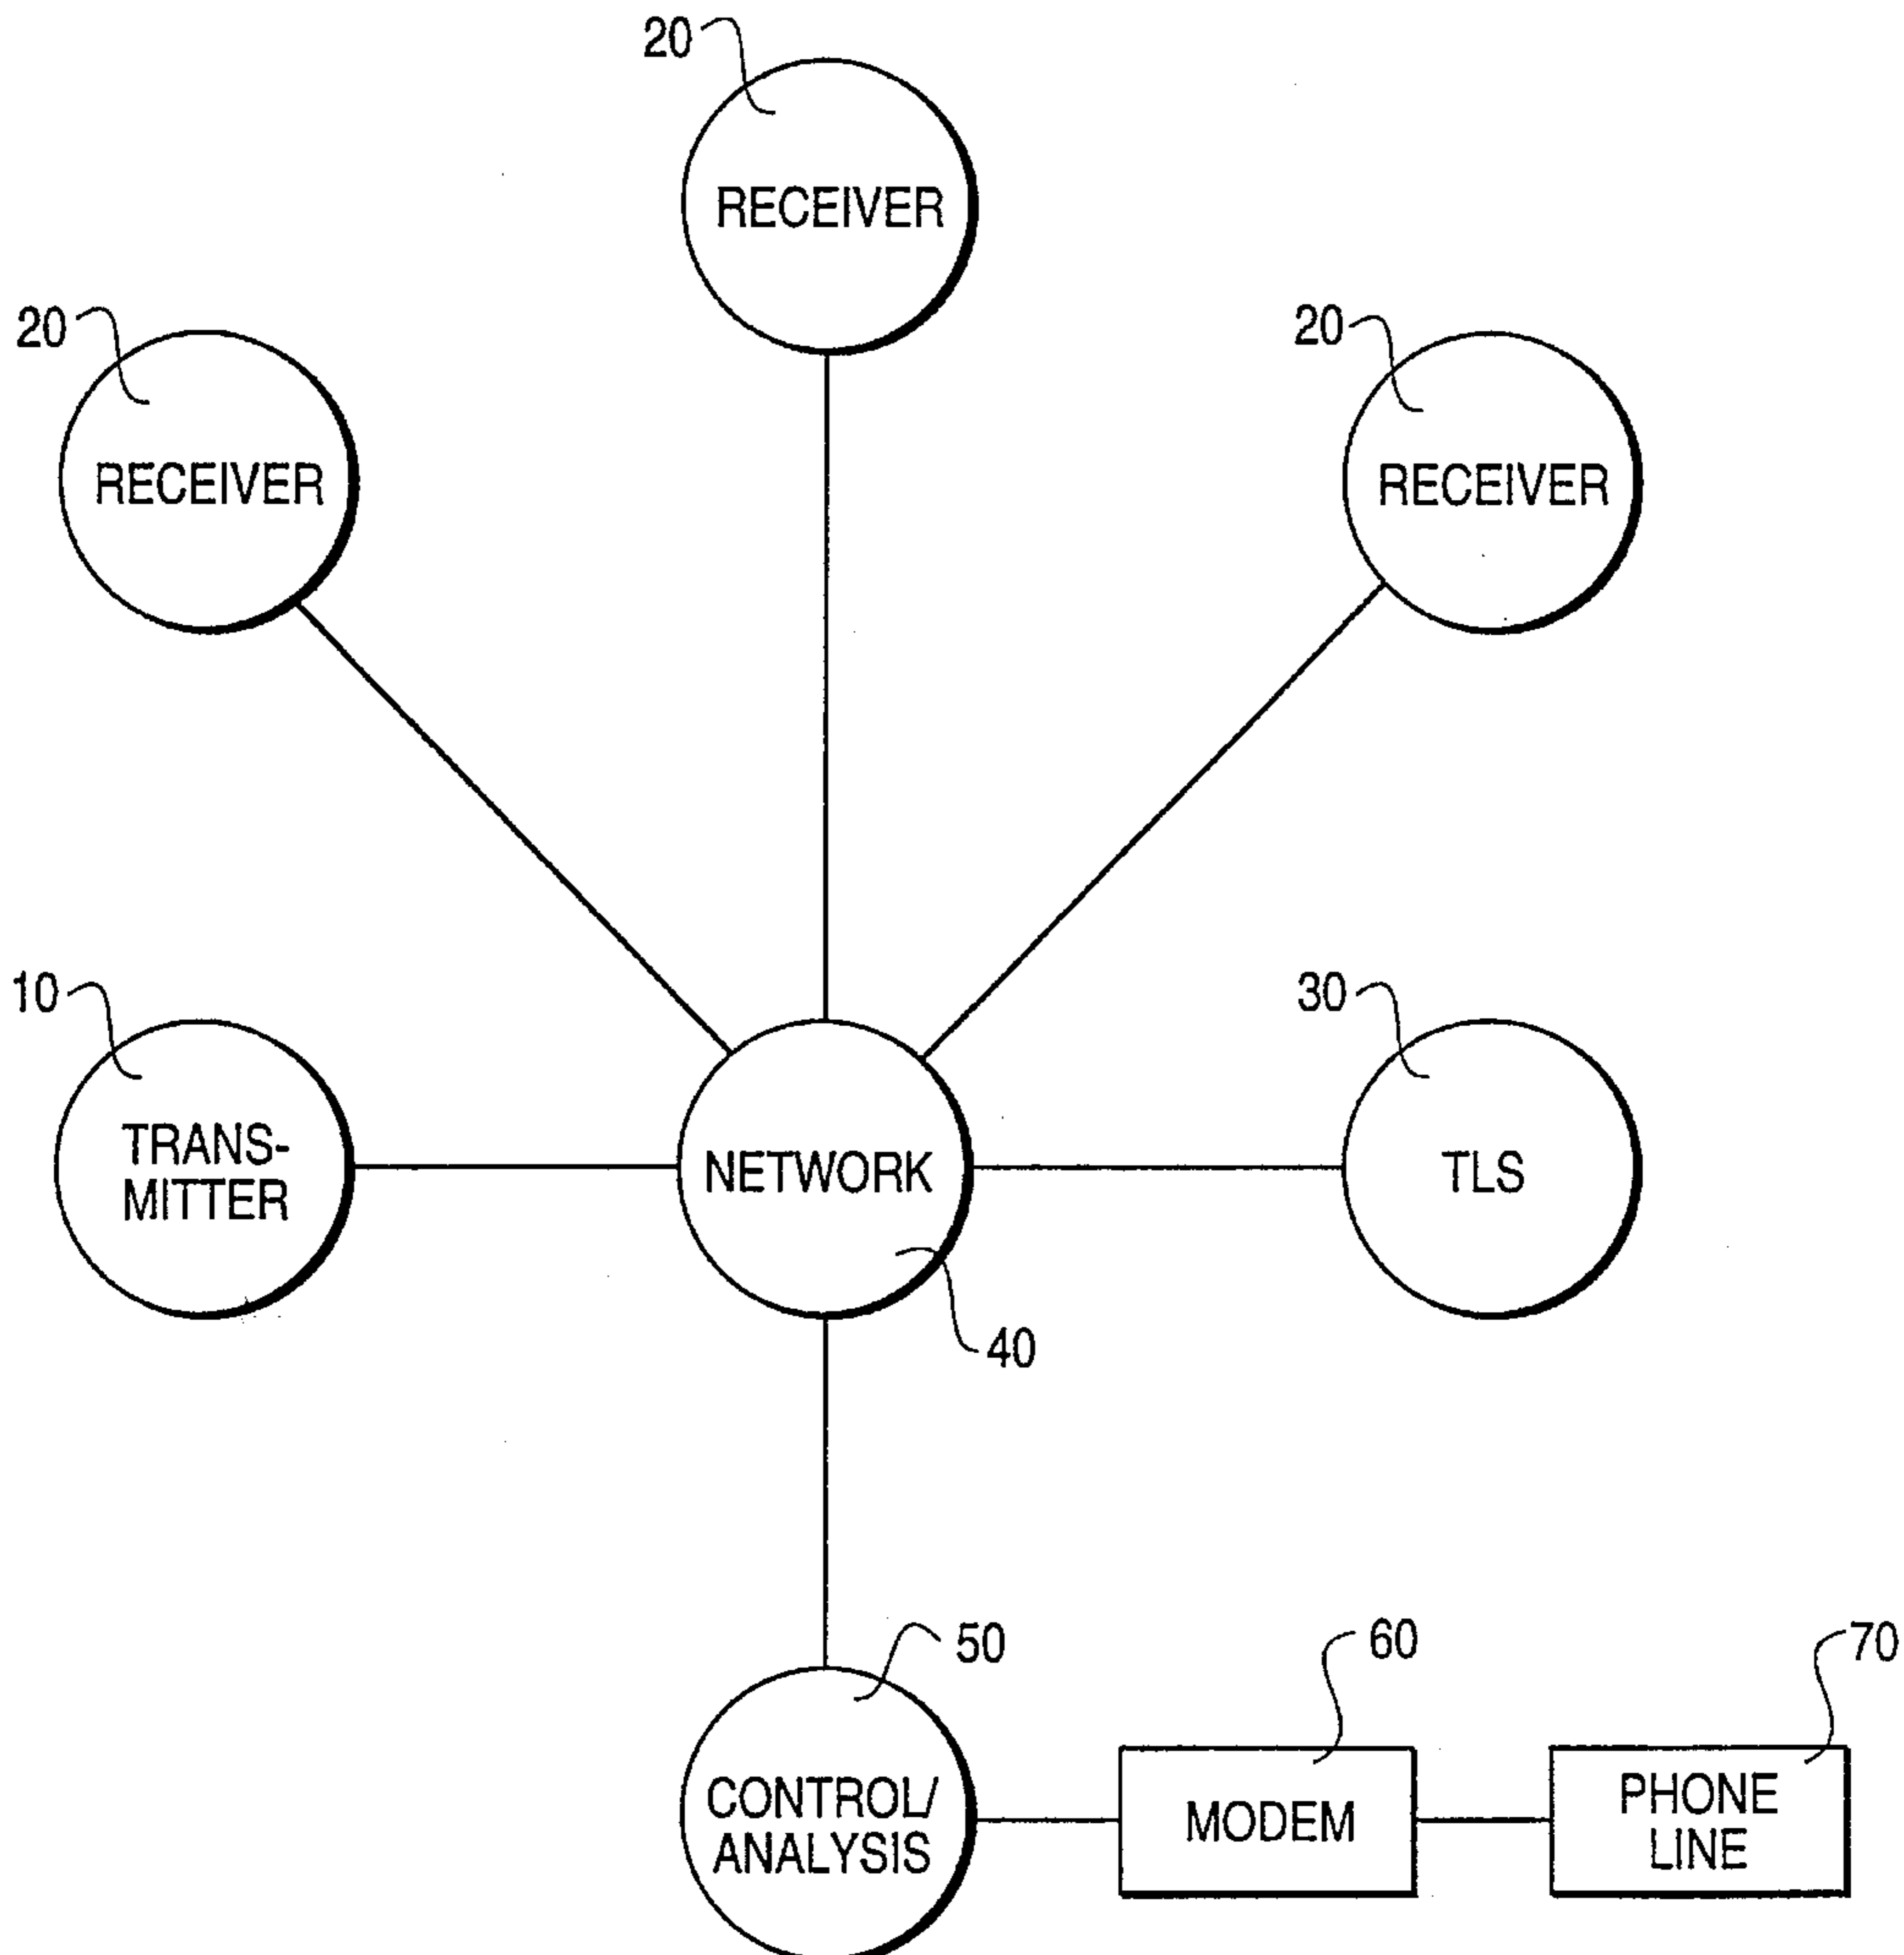 20
RECEIVER
20
RECEIVER
20
RECEIVER
10
TRANS-
MITTER
NETWORK
40
30
TLS
50
CONTROL/
ANALYSIS
60
MODEM
70
PHONE
LINE